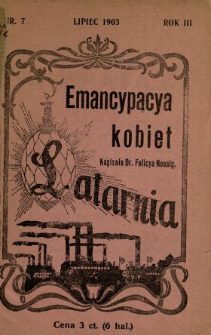 NR. 7 LIPIEC 1903 ROK III
Emancypacya
kobiet
Napisała Dr. Felicya Nossig.
Latarnia
Cena 3 ct. (6 hal.)